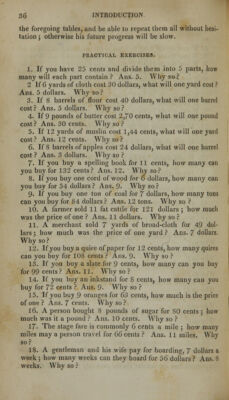 36 INTRODUCTION.
the foregoing tables, and be able to repeat them all without hesi-
tation; otherwise his future progress will be slow.
PRACTICAL EXERCISES.
1. If you have 25 cents and divide them into 5 parts, how
many will each part contain? Ans. 5. Why so?
2 If 6 yards of cloth cost 30 dollars, what will one yard cost?
Ans. 5 dollars. Why so?
3. If 8 barrels of flour cost 40 dollars, what will one barrel
cost? Ans. 5 dollars. Why so?
4. If 9 pounds of butter cost 2,70 cents, what will one pound
cost? Ans. 30 cents. Why so?
5. If 12 yards of muslin cost 1,44 cents, what will one yard
cost? Ans. 12 cents. Why so?
6. If 8 barrels of apples cost 24 dollars, what will one barrel
cost? Ans. 3 dollars. Why so?
7. If you buy a spelling book for 11 cents, how many can
you buy for 132 cents? Ans. 12. Why so?
8. If you buy one cord of wood for 6 dollars, how many can
you buy for 54 dollars? Ans. 9. Why so?
9. If you buy one ton of coal for 7 dollars, how many tons
can you buy for 84 dollars? Ans. 12 tons. Why so?
10. A farmer sold 11 fat cattle for 121 dollars; how much
was the price of one? Ans. 11 dollars. Why so?
11. A merchant sold 7 yards of broad-cloth for 49 dol-
lars; how much was the price of one yard? Ans. 7 dollars.
Why so?
12. If you buy a quire of paper for 12 cents, how many quires
can you buy for 108 cents? Ans. 9. Why so?
13. If you buy a slate for 9 cents, how many can you buy
for 99 cents? Ans. 11. Why so?
14. If you buy an inkstand for 8 cents, how many can you
buy for 72 cents? Ans. 9. Why so?
15. If you buy 9 oranges for 63 cents, how much is the price
of one? Ans. 7 cents. Why so?
16. A person bought 8 pounds of sugar for 80 cents; how
much was it a pound? Ans. 10 cents. Why so?
17. The stage fare is commonly 6 cents a mile; how many
miles may a person travel for 66 cents? Ans. 11 miles. Why
so?
18. A gentleman and his wife pay for boarding, 7 dollars a
week; how many weeks can they board for 56 dollars? Ans. 8
weeks. Why so?